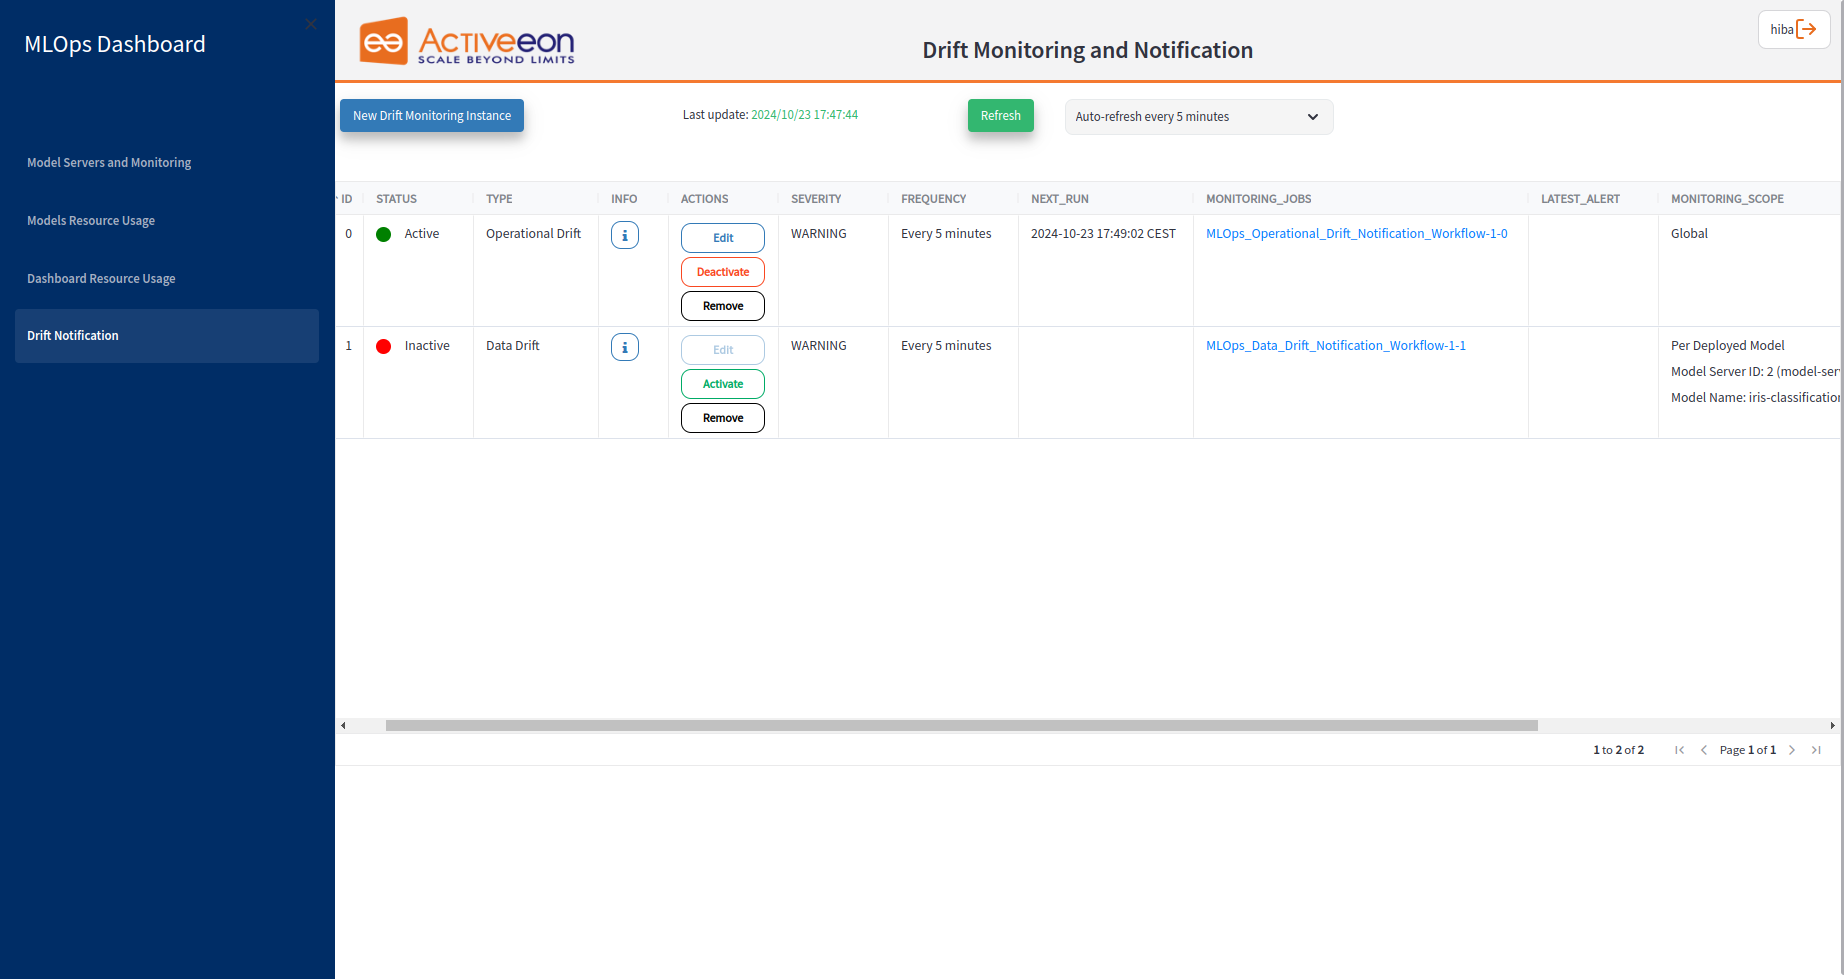 MLOps Dashboard
Model Servers and Monitoring
Models Resource Usage
Dashboard Resource Usage
Drift Notification
Activeeon
SCALE BEYOND LIMITS
Drift Monitoring and Notification
hiba
New Drift Monitoring Instance
Last update: 2024/10/23 17:47:44
Refresh
Auto-refresh every 5 minutes
ID STATUS TYPE INFO ACTIONS SEVERITY FREQUENCY NEXT_RUN MONITORING_JOBS LATEST_ALERT MONITORING_SCOPE
0 Active Operational Drift i Edit WARNING Every 5 minutes 2024-10-23 17:49:02 CEST MLOps_Operational_Drift_Notification_Workflow-1-0 Global
Deactivate
Remove
1 Inactive Data Drift i Edit WARNING Every 5 minutes MLOps_Data_Drift_Notification_Workflow-1-1 Per Deployed Model
Model Server ID: 2 (model-ser
Activate
Model Name: iris-classification
Remove
1 to 2 of 2 Page 1 of 1